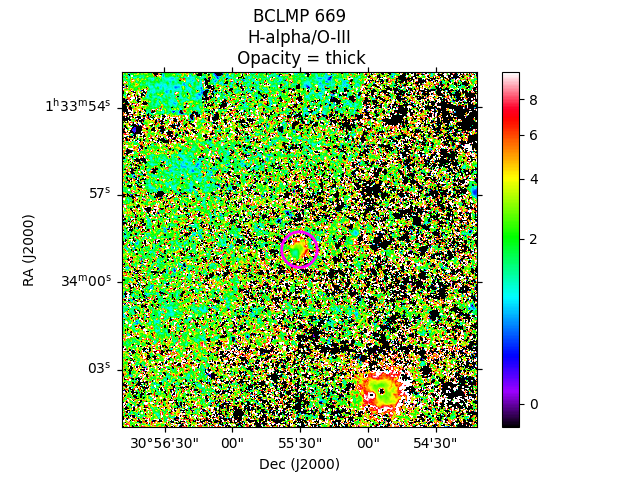 BCLMP 669
H-alpha/O-III
Opacity = thick
1ʰ33ᵐ54ˢ
57ˢ
34ᵐ00ˢ
03ˢ
RA (J2000)
30°56'30"
00"
55'30"
00"
54'30"
Dec (J2000)
8
6
4
2
0